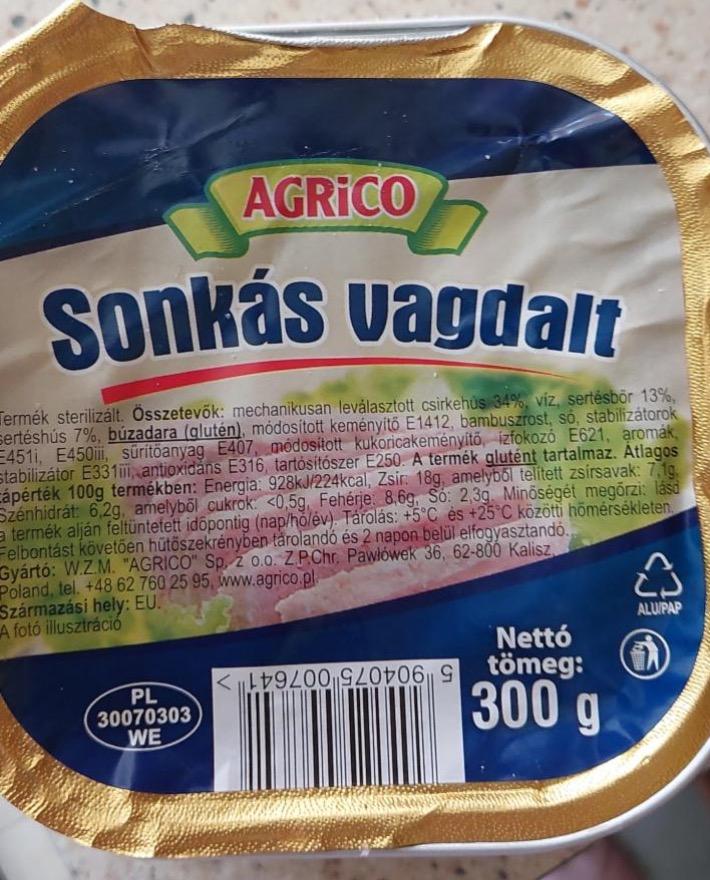 AGRiCO
Sonkás vagdalt
Termék sterilizált. Összetevők: mechanikusan leválasztott csirkehús 34%, víz, sertésbőr 13%,
sertéshús 7%, búzadara (glutén), módosított keményítő E1412, bambuszrost, só, stabilizátorok
E451i, E450iii, sűrítőanyag E407, módosított kukoricakeményítő, ízfokozó E621, aromák,
stabilizátor E331iii, antioxidáns E316, tartósítószer E250. A termék glutént tartalmaz. Átlagos
tápérték 100g termékben: Energia: 928kJ/224kcal, Zsír: 18g, amelyből telített zsírsavak: 7,1g,
Szénhidrát: 6,2g, amelyből cukrok: <0,5g, Fehérje: 8,6g, Só: 2,3g. Minőségét megőrzi: lásd
a termék alján feltüntetett időpontig (nap/hó/év). Tárolás: +5°C és +25°C közötti hőmérsékleten.
Felbontást követően hűtőszekrényben tárolandó és 2 napon belül elfogyasztandó.
Gyártó: W.Z.M. "AGRICO" Sp. z o.o. Z.P.Chr. Pawłówek 36, 62-800 Kalisz,
Poland, tel. +48 62 760 25 95, www.agrico.pl
Származási hely: EU.
A fotó illusztráció
ALU/PAP
Nettó
tömeg:
300 g
PL
30070303
WE
5 904075 007641 >